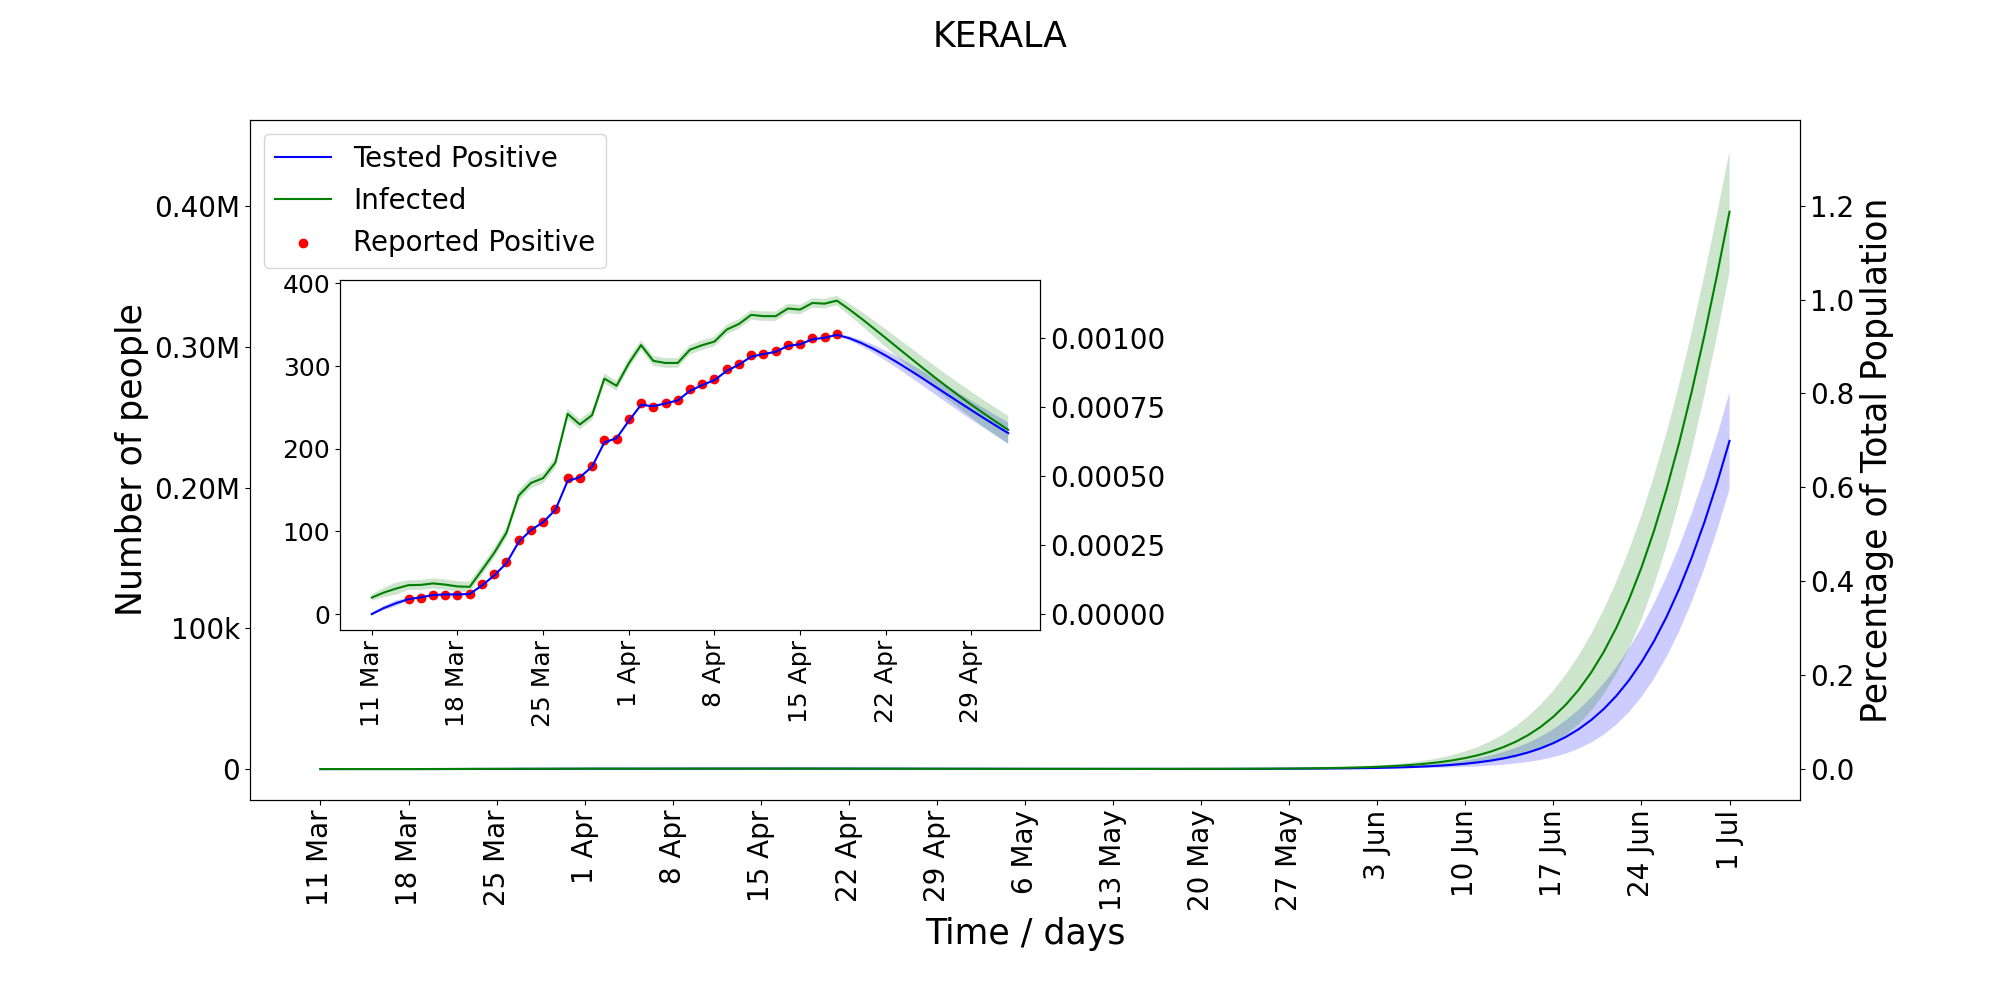 KERALA
Tested Positive
Infected
Reported Positive
Number of people
0.40M
0.30M
0.20M
100k
0
400
300
200
100
0
0.00100
0.00075
0.00050
0.00025
0.00000
11 Mar
18 Mar
25 Mar
1 Apr
8 Apr
15 Apr
22 Apr
29 Apr
1.2
1.0
0.8
0.6
0.4
0.2
0.0
Percentage of Total Population
11 Mar
18 Mar
25 Mar
1 Apr
8 Apr
15 Apr
22 Apr
29 Apr
6 May
13 May
20 May
27 May
3 Jun
10 Jun
17 Jun
24 Jun
1 Jul
Time / days